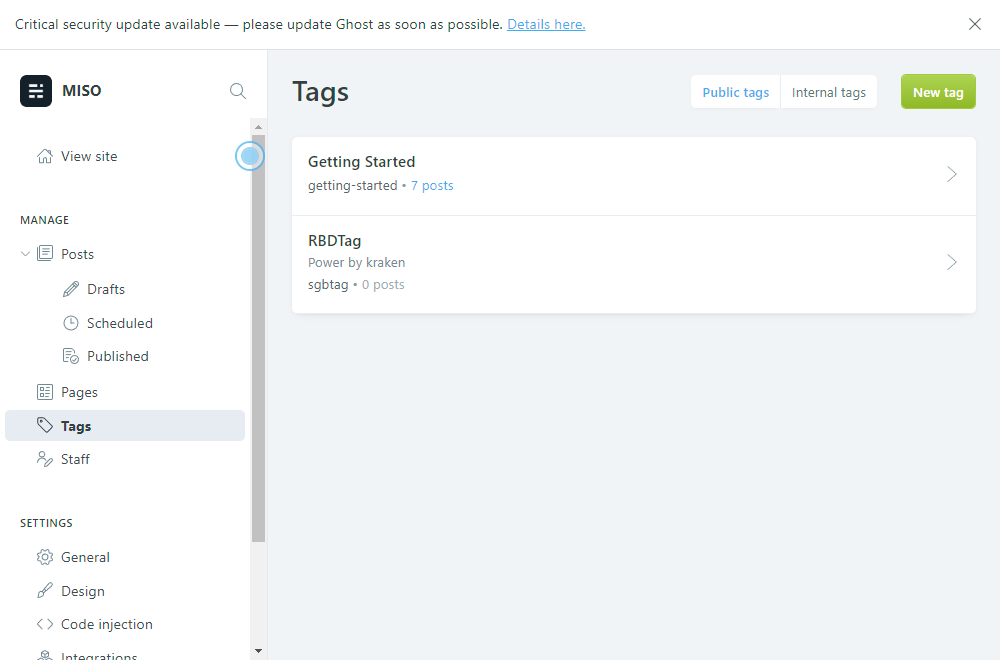 Critical security update available — please update Ghost as soon as possible. Details here.
MISO
View site
MANAGE
Posts
Drafts
Scheduled
Published
Pages
Tags
Staff
SETTINGS
General
Design
Code injection
Integrations
Tags
Public tags
Internal tags
New tag
Getting Started
getting-started • 7 posts
RBDTag
Power by kraken
sgbtag • 0 posts